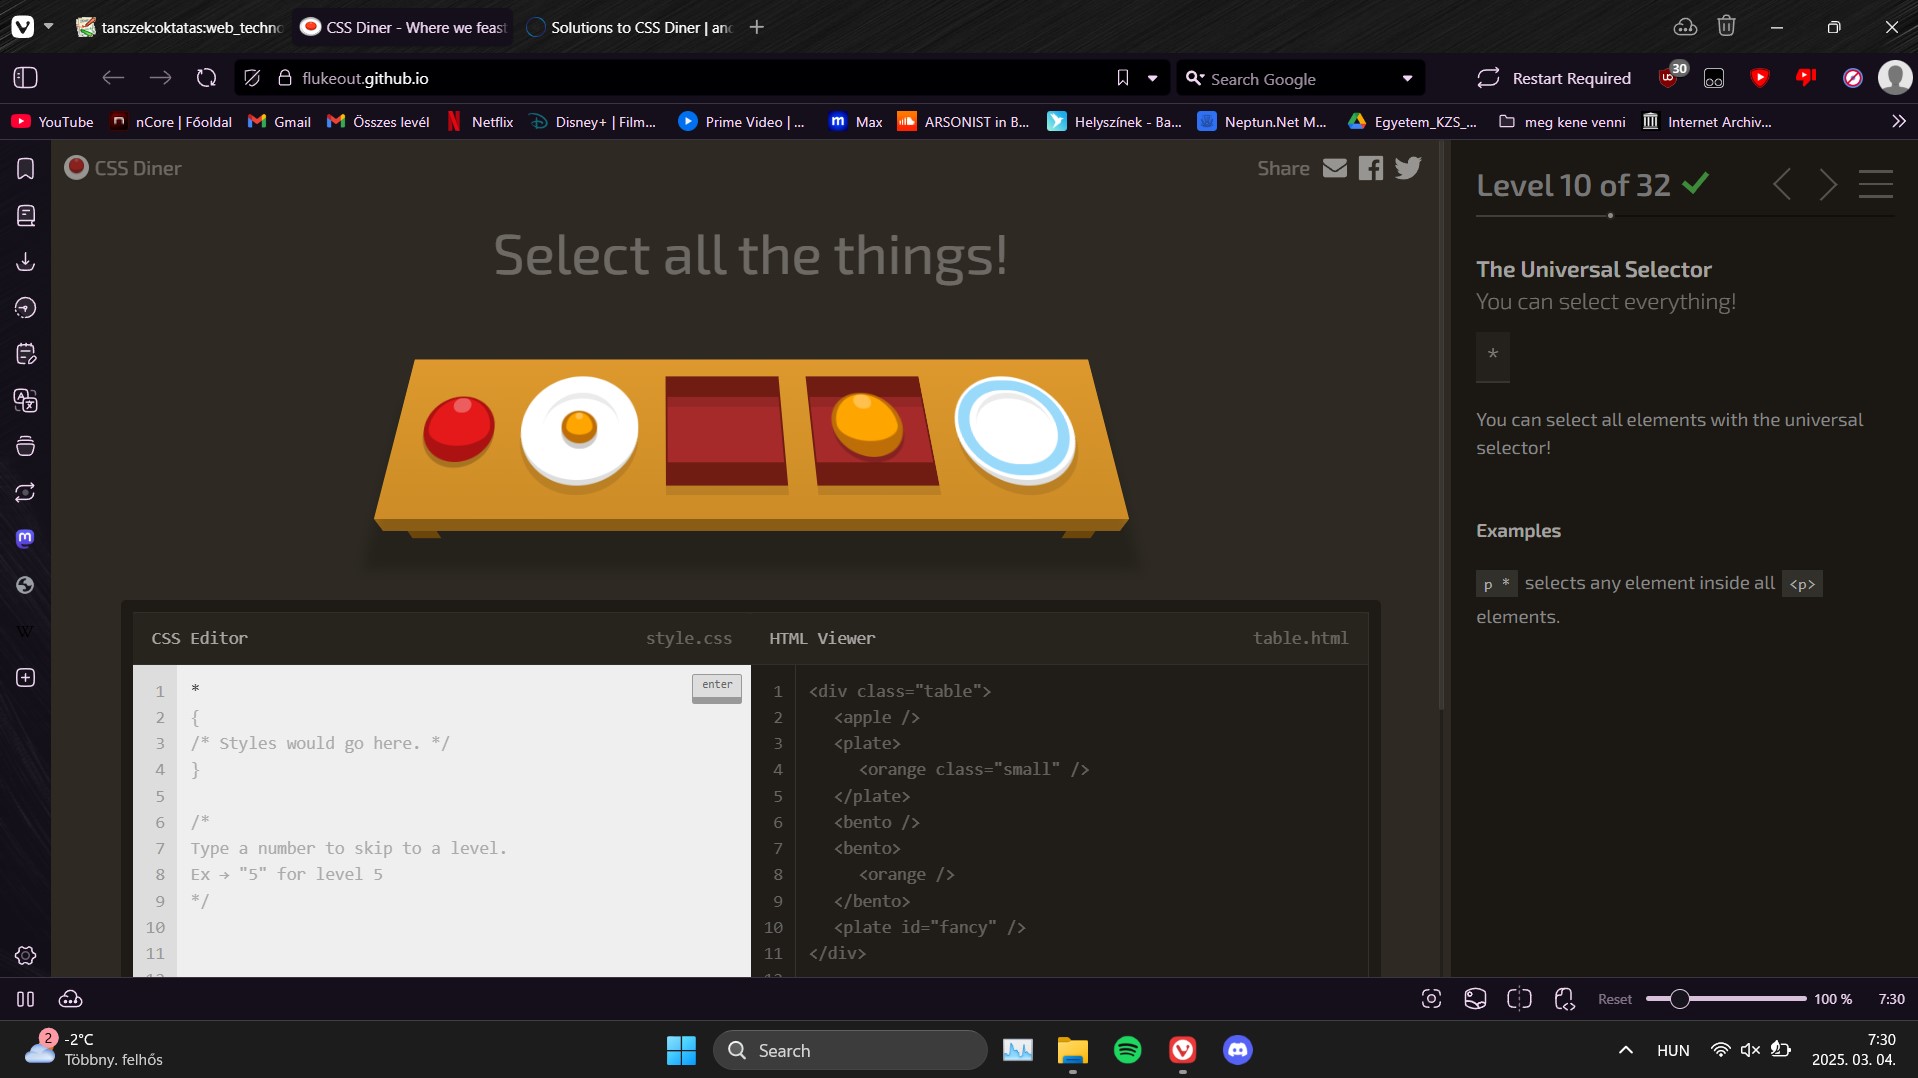 tanszek:oktatas:web_techno
CSS Diner - Where we feast
Solutions to CSS Diner | and
flukeout.github.io
Search Google
Restart Required
30
YouTube
nCore | Főoldal
Gmail
Összes levél
Netflix
Disney+ | Film...
Prime Video | ...
Max
ARSONIST in B...
Helyszínek - Ba...
Neptun.Net M...
Egyetem_KZS_...
meg kene venni
Internet Archiv...
CSS Diner
Share
Level 10 of 32
Select all the things!
The Universal Selector
You can select everything!
*
You can select all elements with the universal
selector!
Examples
p * selects any element inside all <p>
elements.
CSS Editor
style.css
HTML Viewer
table.html
enter
1 *
2 {
3 /* Styles would go here. */
4 }
5
6 /*
7 Type a number to skip to a level.
8 Ex → "5" for level 5
9 */
10
11
12
1 <div class="table">
2 <apple />
3 <plate>
4 <orange class="small" />
5 </plate>
6 <bento />
7 <bento>
8 <orange />
9 </bento>
10 <plate id="fancy" />
11 </div>
12
Reset
100 %
7:30
2
-2°C
Többny. felhős
Search
HUN
7:30
2025. 03. 04.